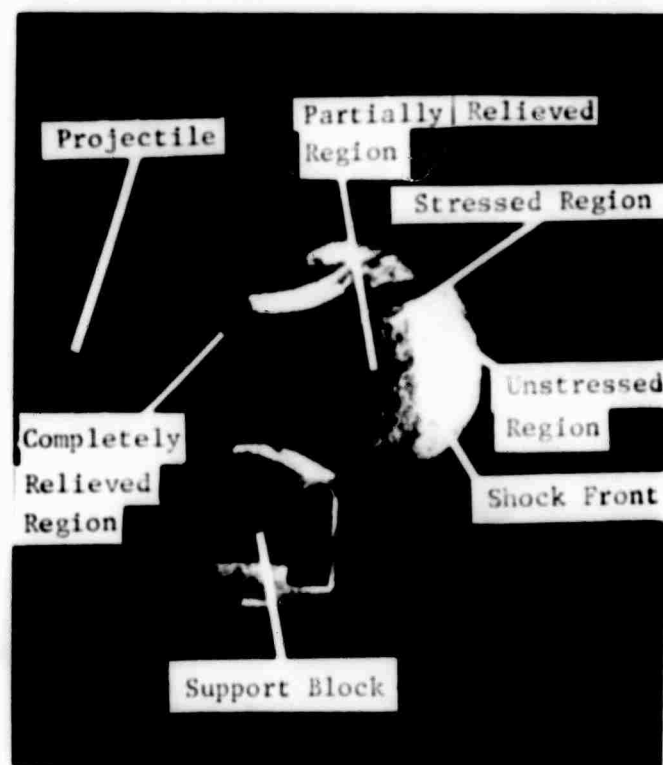 Projectile
Partially Relieved
Region
Stressed Region
Unstressed
Region
Completely
Relieved
Region
Shock Front
Support Block